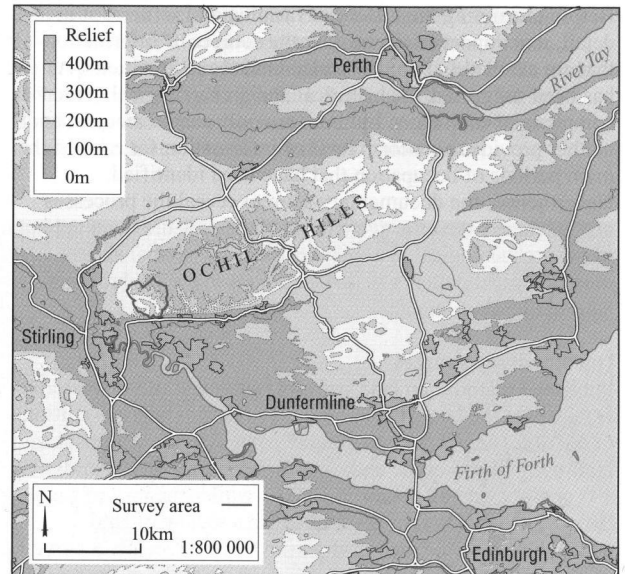 Relief
400m
300m
200m
100m
0m
Perth
River Tay
OCHIL HILLS
Stirling
Dunfermline
Firth of Forth
N
Survey area
10km
1:800 000
Edinburgh